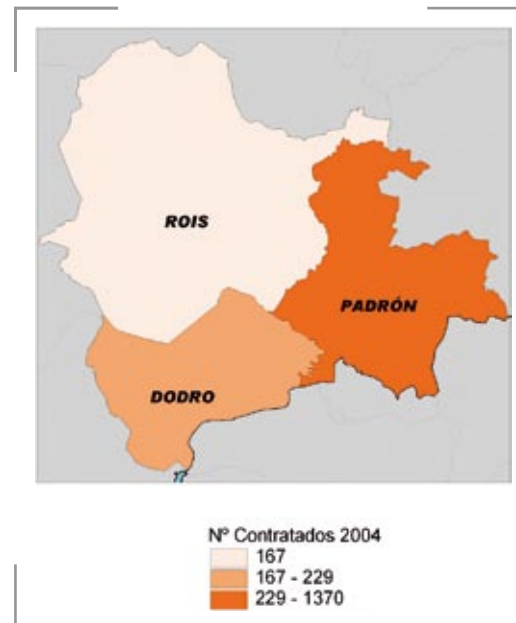 ROIS
PADRÓN
DODRO
Nº Contratados 2004
167
167 - 229
229 - 1370